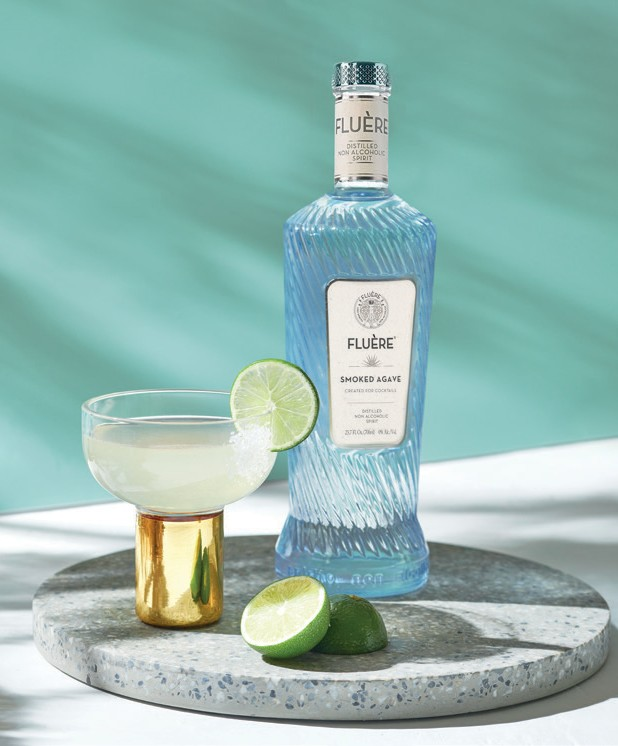 FLUÈRE
DISTILLED
NON ALCOHOLIC
SPIRIT
FLUÈRE
FLUÈRE
SMOKED AGAVE
CREATED FOR COCKTAILS
DISTILLED
NON ALCOHOLIC
SPIRIT